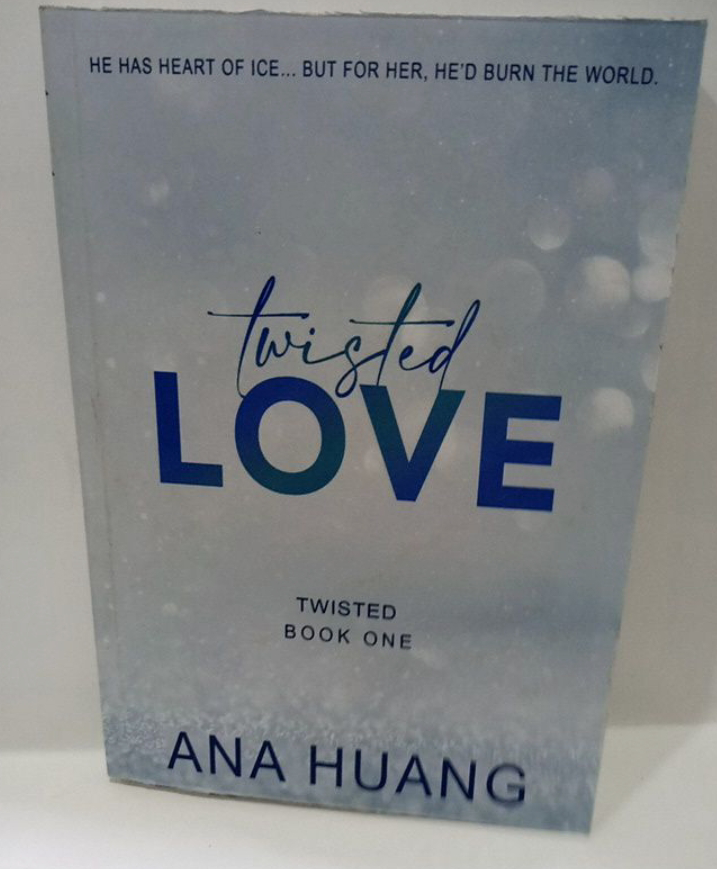 HE HAS HEART OF ICE... BUT FOR HER, HE'D BURN THE WORLD.
twisted
LOVE
TWISTED
BOOK ONE
ANA HUANG